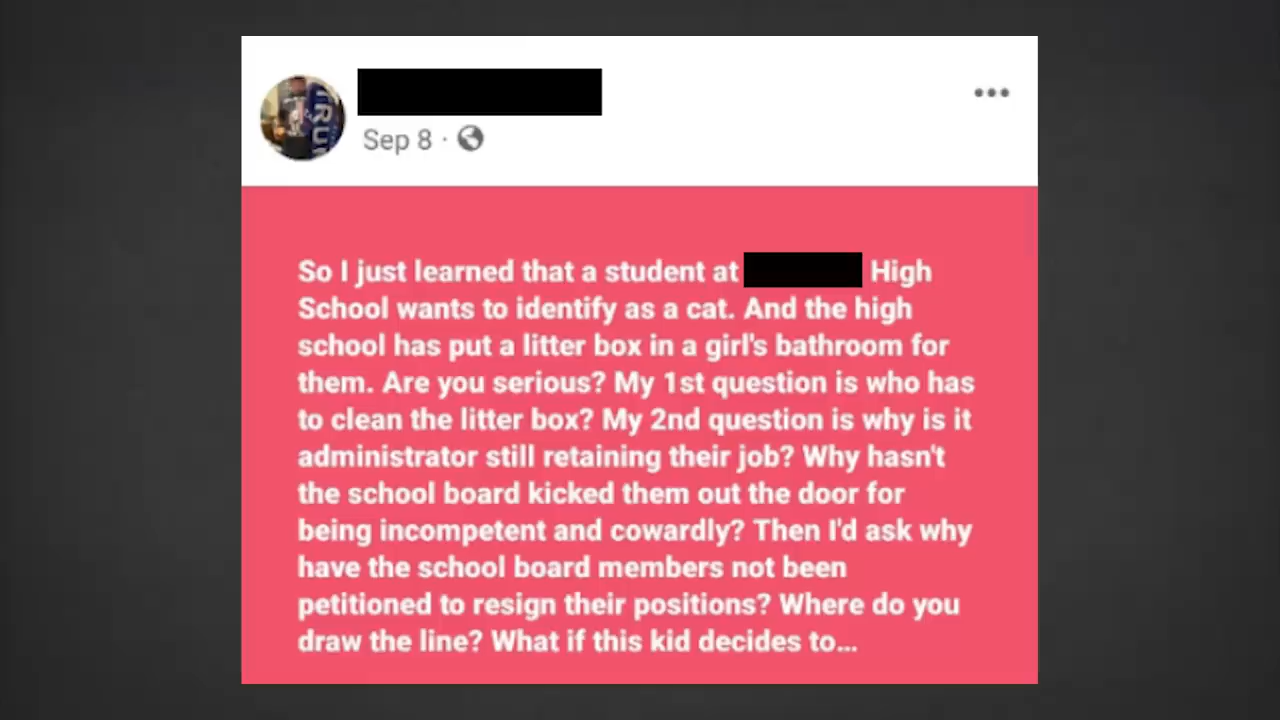 TRU
Sep 8 ·
So I just learned that a student at High
School wants to identify as a cat. And the high
school has put a litter box in a girl's bathroom for
them. Are you serious? My 1st question is who has
to clean the litter box? My 2nd question is why is it
administrator still retaining their job? Why hasn't
the school board kicked them out the door for
being incompetent and cowardly? Then I'd ask why
have the school board members not been
petitioned to resign their positions? Where do you
draw the line? What if this kid decides to...